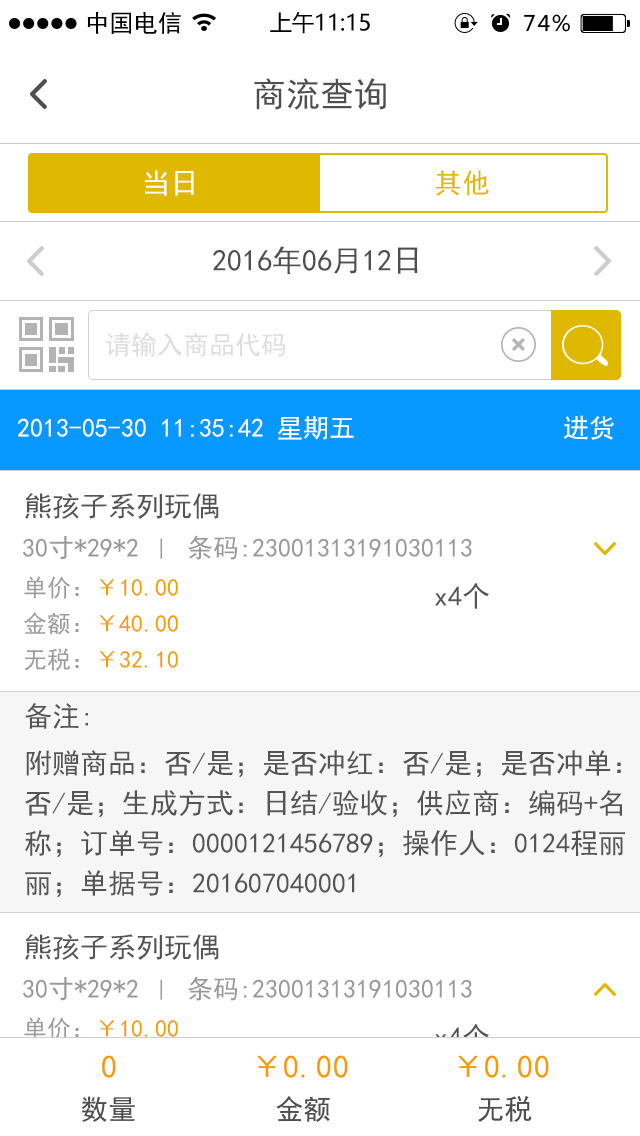 中国电信 上午11:15 74%
商流查询
当日 其他
2016年06月12日
请输入商品代码
2013-05-30 11:35:42 星期五 进货
熊孩子系列玩偶
30寸*29*2 | 条码:23001313191030113
单价: ￥10.00 x4个
金额: ￥40.00
无税: ￥32.10
备注:
附赠商品: 否/是; 是否冲红: 否/是; 是否冲单:
否/是; 生成方式: 日结/验收; 供应商: 编码+名
称; 订单号: 0000121456789; 操作人: 0124程丽
丽; 单据号: 201607040001
熊孩子系列玩偶
30寸*29*2 | 条码:23001313191030113
单价: ￥10.00 x4个
0 ￥0.00 ￥0.00
数量 金额 无税